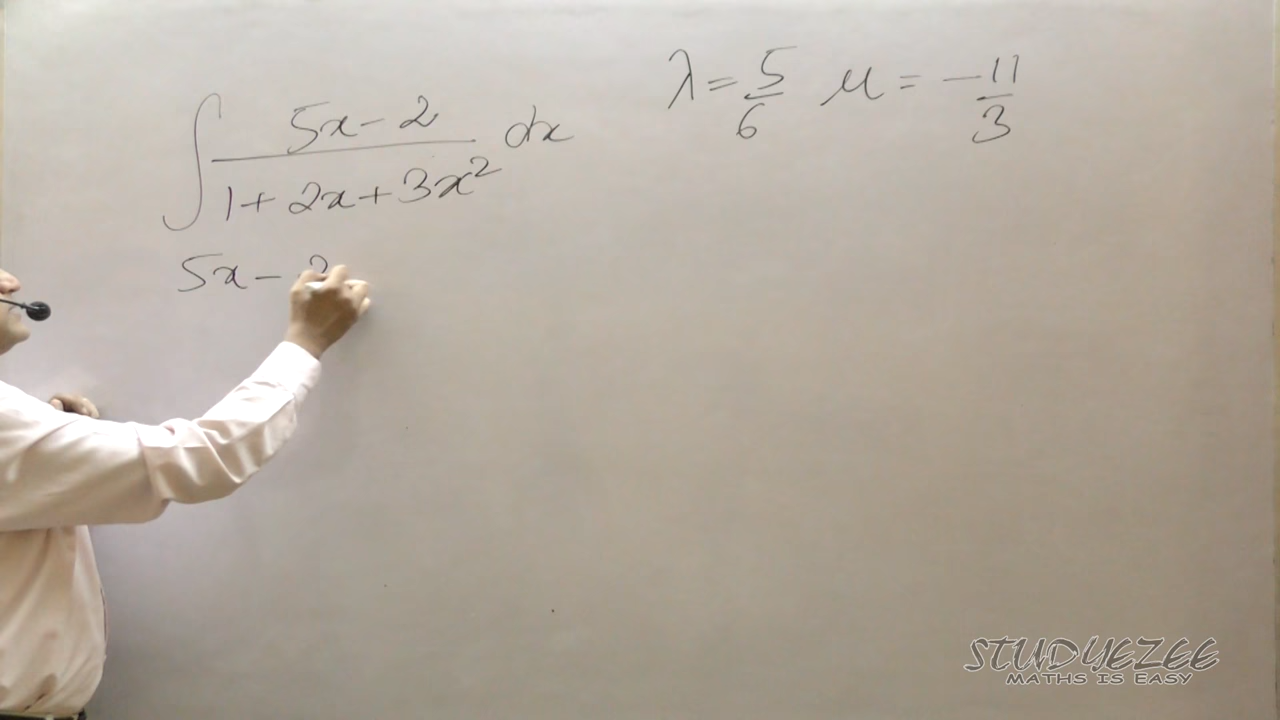 ∫ (5x - 2)/(1 + 2x + 3x²) dx
λ = 5/6 μ = -11/3
5x - 2
STUDYEZEE
MATHS IS EASY